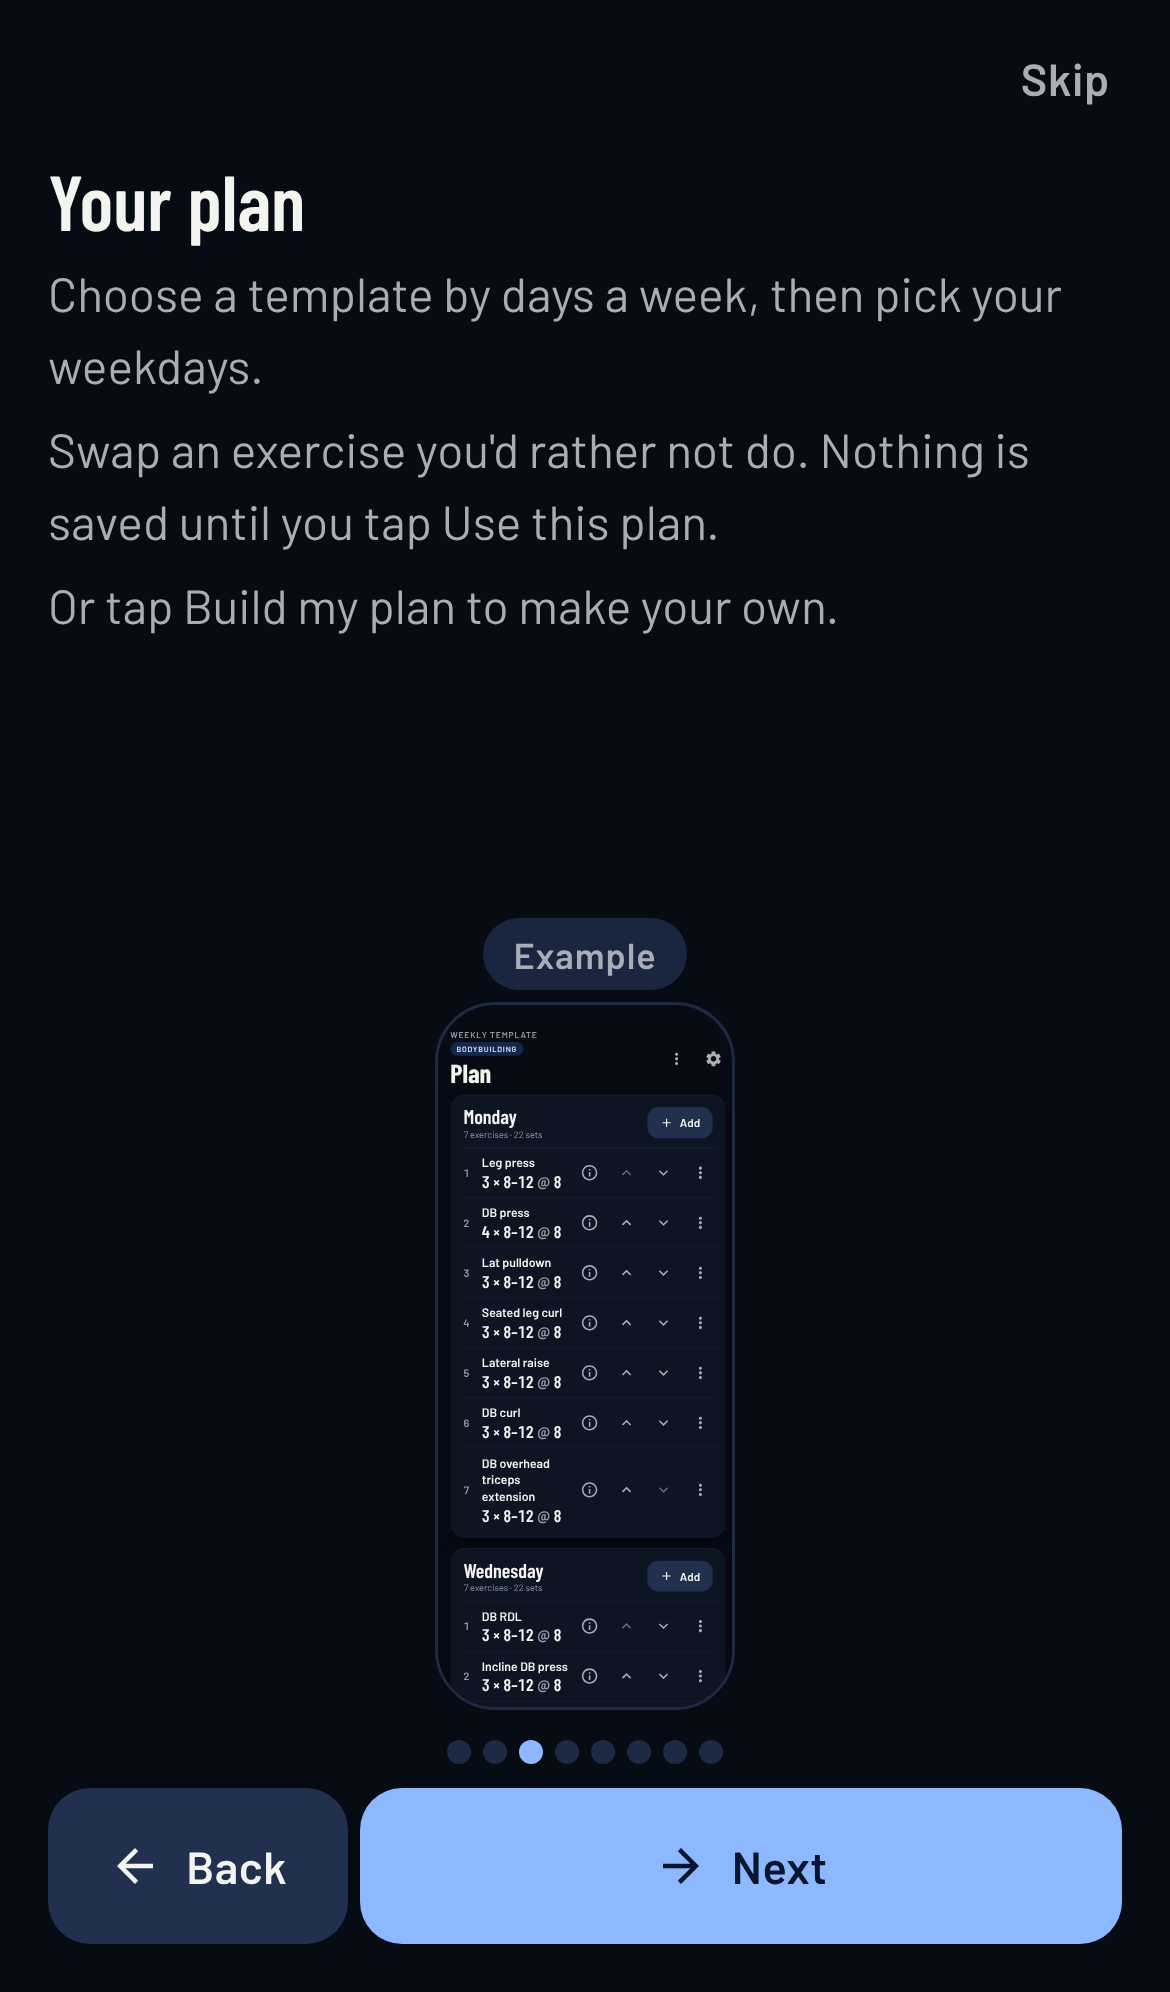 Skip
Your plan
Choose a template by days a week, then pick your
weekdays.
Swap an exercise you'd rather not do. Nothing is
saved until you tap Use this plan.
Or tap Build my plan to make your own.
Example
WEEKLY TEMPLATE
BODYBUILDING
Plan
Monday
7 exercises · 22 sets
+ Add
1
Leg press
3 × 8-12 @ 8
2
DB press
4 × 8-12 @ 8
3
Lat pulldown
3 × 8-12 @ 8
4
Seated leg curl
3 × 8-12 @ 8
5
Lateral raise
3 × 8-12 @ 8
6
DB curl
3 × 8-12 @ 8
7
DB overhead
triceps
extension
3 × 8-12 @ 8
Wednesday
7 exercises · 22 sets
+ Add
1
DB RDL
3 × 8-12 @ 8
2
Incline DB press
3 × 8-12 @ 8
Back
Next